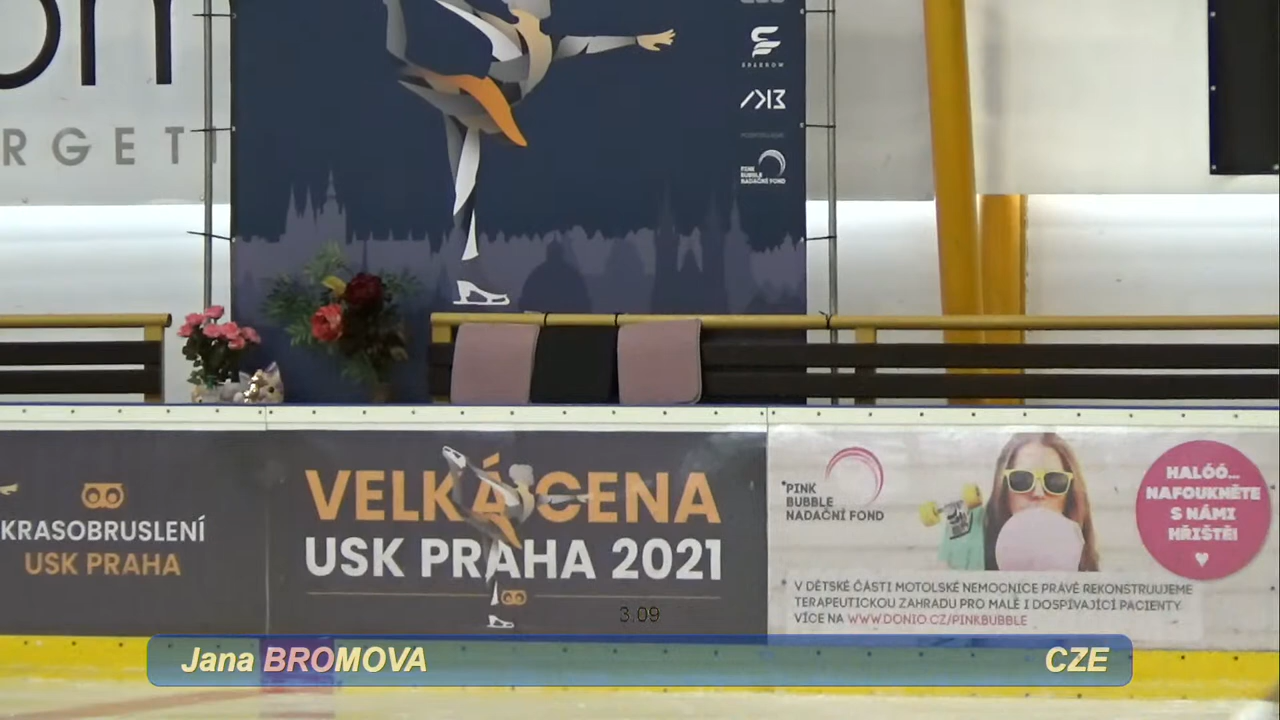 RGETI
SPARROW
PINK
BUBBLE
NADAČNÍ FOND
KRASOBRUSLENÍ
USK PRAHA
VELKÁ CENA
USK PRAHA 2021
3.09
PINK
BUBBLE
NADAČNÍ FOND
HALÓÓ...
NAFOUKNĚTE
S NÁMI
HŘIŠTĚ!
V DĚTSKÉ ČÁSTI MOTOLSKÉ NEMOCNICE PRÁVĚ REKONSTRUUJEME
TERAPEUTICKOU ZAHRADU PRO MALÉ I DOSPÍVAJÍCÍ PACIENTY.
VÍCE NA WWW.DONIO.CZ/PINKBUBBLE
Jana BROMOVA
CZE